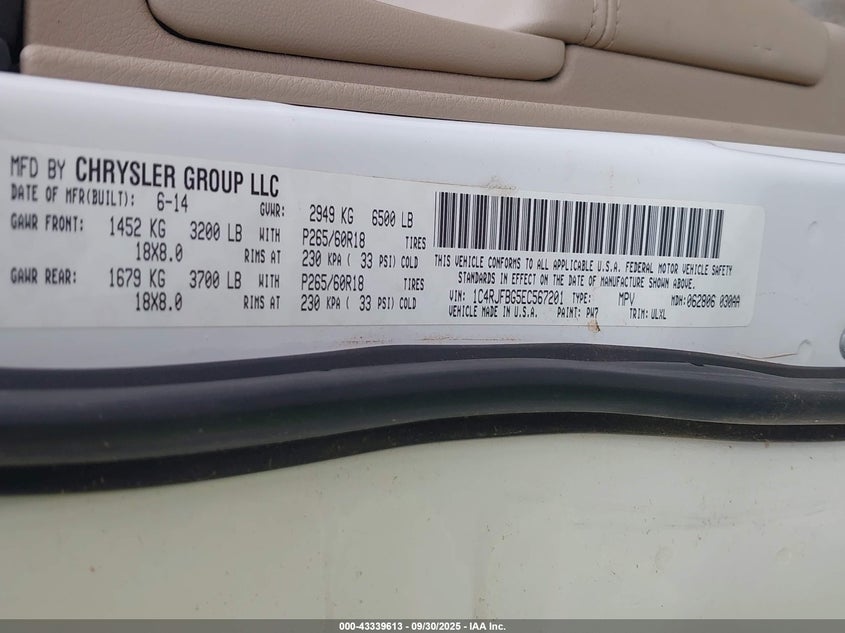 MFD BY CHRYSLER GROUP LLC
DATE OF MFR(BUILT): 6-14 GVWR: 2949 KG 6500 LB
GAWR FRONT: 1452 KG 3200 LB WITH P265/60R18 TIRES
18X8.0 RIMS AT 230 KPA ( 33 PSI) COLD
GAWR REAR: 1679 KG 3700 LB WITH P265/60R18 TIRES
18X8.0 RIMS AT 230 KPA ( 33 PSI) COLD
THIS VEHICLE CONFORMS TO ALL APPLICABLE U.S.A. FEDERAL MOTOR VEHICLE SAFETY
STANDARDS IN EFFECT ON THE DATE OF MANUFACTURE SHOWN ABOVE.
VIN: 1C4RJFBG5EC567201 TYPE: MPV MDH: 062806 030AA
VEHICLE MADE IN U.S.A. PAINT: PW7 TRIM: ULXL
000-43339613 - 09/30/2025 - IAA Inc.